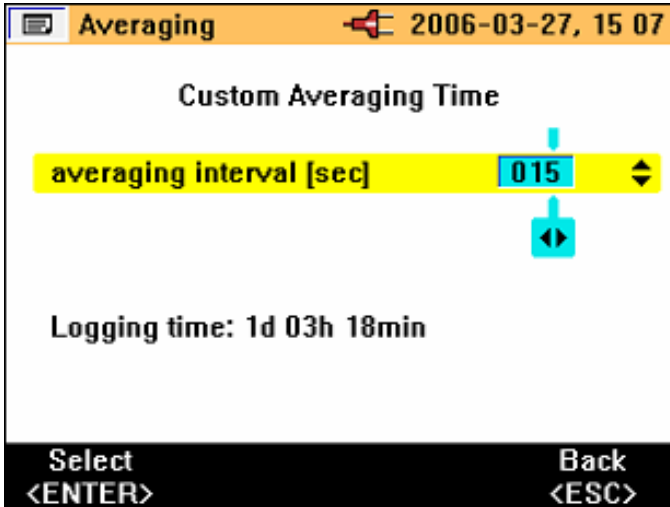 Averaging 2006-03-27, 15 07
Custom Averaging Time
averaging interval [sec] 015
Logging time: 1d 03h 18min
Select Back
<ENTER> <ESC>